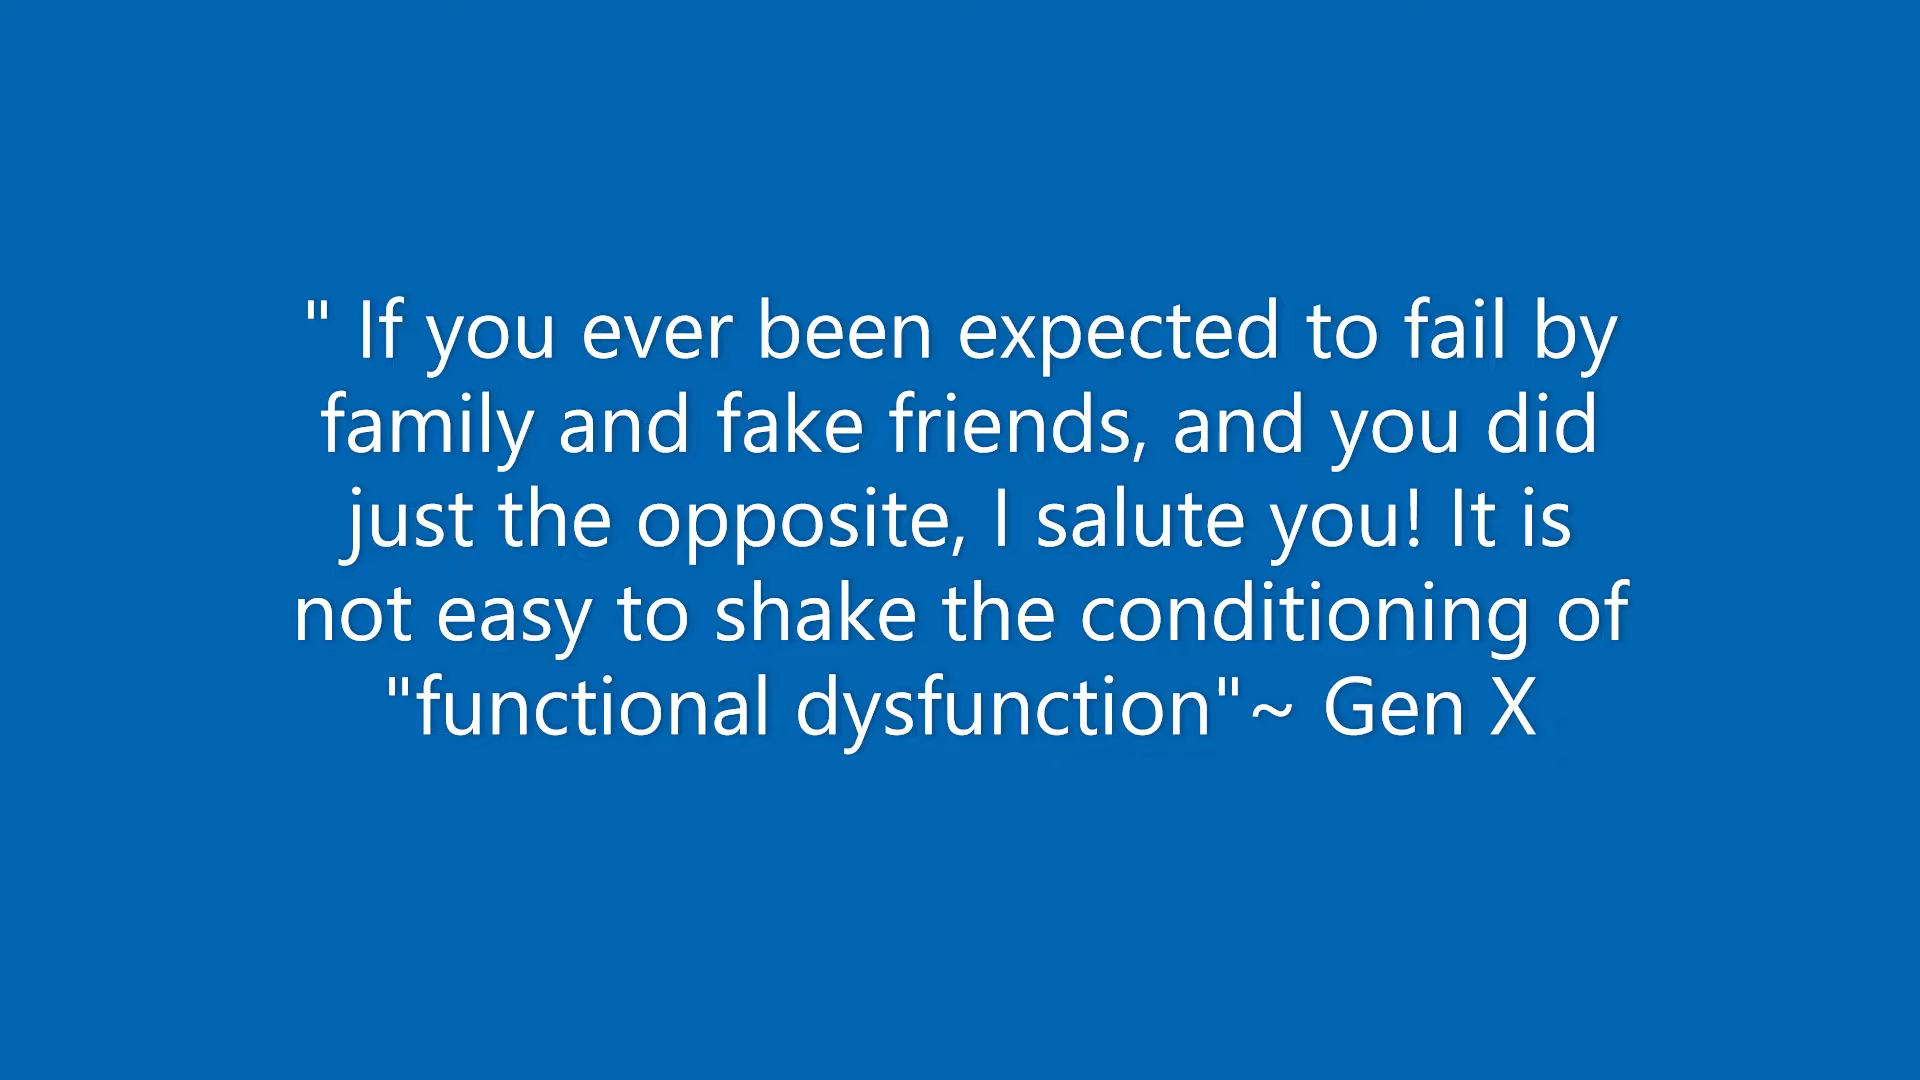 " If you ever been expected to fail by
family and fake friends, and you did
just the opposite, I salute you! It is
not easy to shake the conditioning of
"functional dysfunction"~ Gen X